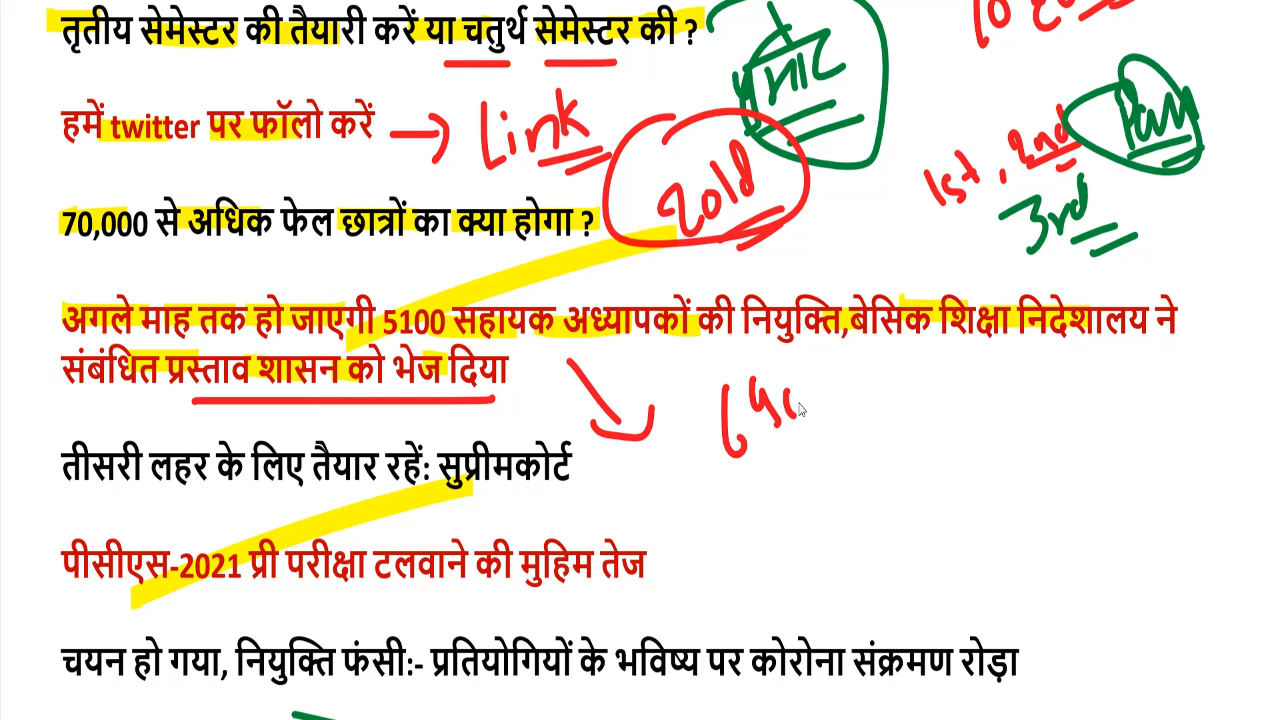 तृतीय सेमेस्टर की तैयारी करें या चतुर्थ सेमेस्टर की ?
हमें twitter पर फॉलो करें → Link
1st, 2nd
3rd
2018
70,000 से अधिक फेल छात्रों का क्या होगा ?
अगले माह तक हो जाएगी 5100 सहायक अध्यापकों की नियुक्ति,बेसिक शिक्षा निदेशालय ने
संबंधित प्रस्ताव शासन को भेज दिया
तीसरी लहर के लिए तैयार रहें: सुप्रीमकोर्ट
पीसीएस-2021 प्री परीक्षा टलवाने की मुहिम तेज
चयन हो गया, नियुक्ति फंसी:- प्रतियोगियों के भविष्य पर कोरोना संक्रमण रोड़ा